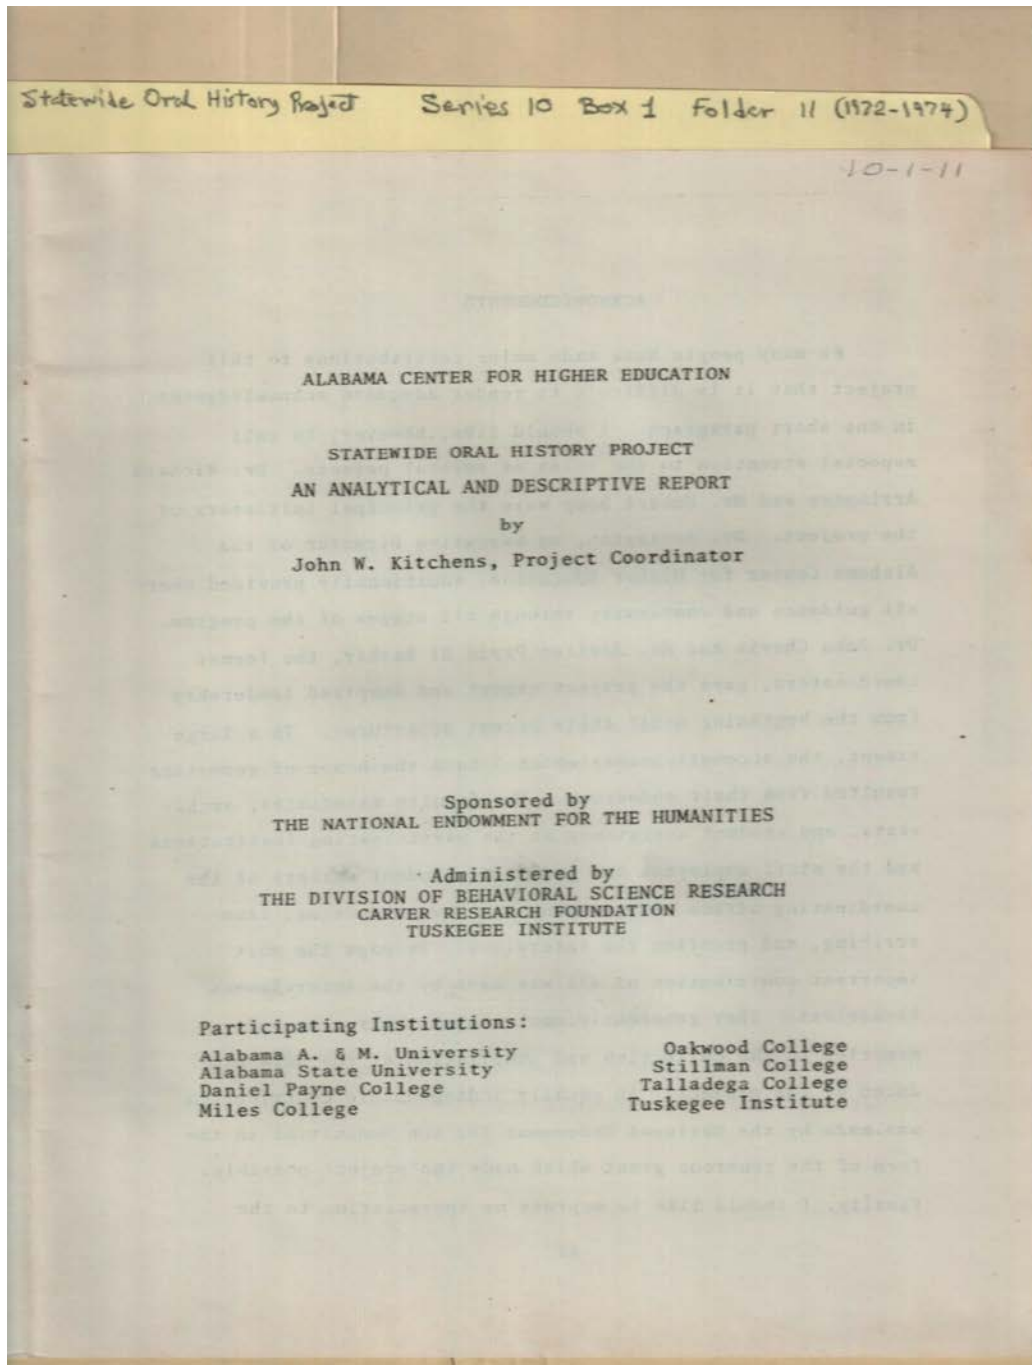 Statewide Oral History Project Series 10 Box 1 Folder 11 (1972-1974)
10-1-11
ALABAMA CENTER FOR HIGHER EDUCATION
STATEWIDE ORAL HISTORY PROJECT
AN ANALYTICAL AND DESCRIPTIVE REPORT
by
John W. Kitchens, Project Coordinator
Sponsored by
THE NATIONAL ENDOWMENT FOR THE HUMANITIES
Administered by
THE DIVISION OF BEHAVIORAL SCIENCE RESEARCH
CARVER RESEARCH FOUNDATION
TUSKEGEE INSTITUTE
Participating Institutions:
Alabama A. & M. University Oakwood College
Alabama State University Stillman College
Daniel Payne College Talladega College
Miles College Tuskegee Institute